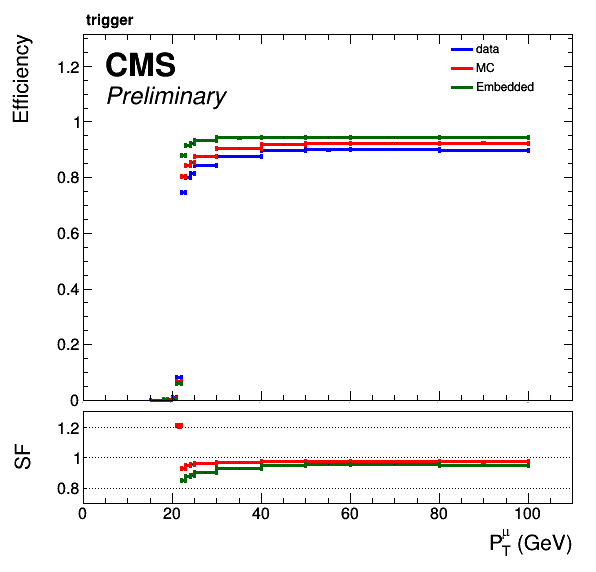 trigger
CMS
Preliminary
data
MC
Embedded
Efficiency
1.2
1
0.8
0.6
0.4
0.2
0
SF
1.2
1
0.8
0 20 40 60 80 100
P_T^μ (GeV)